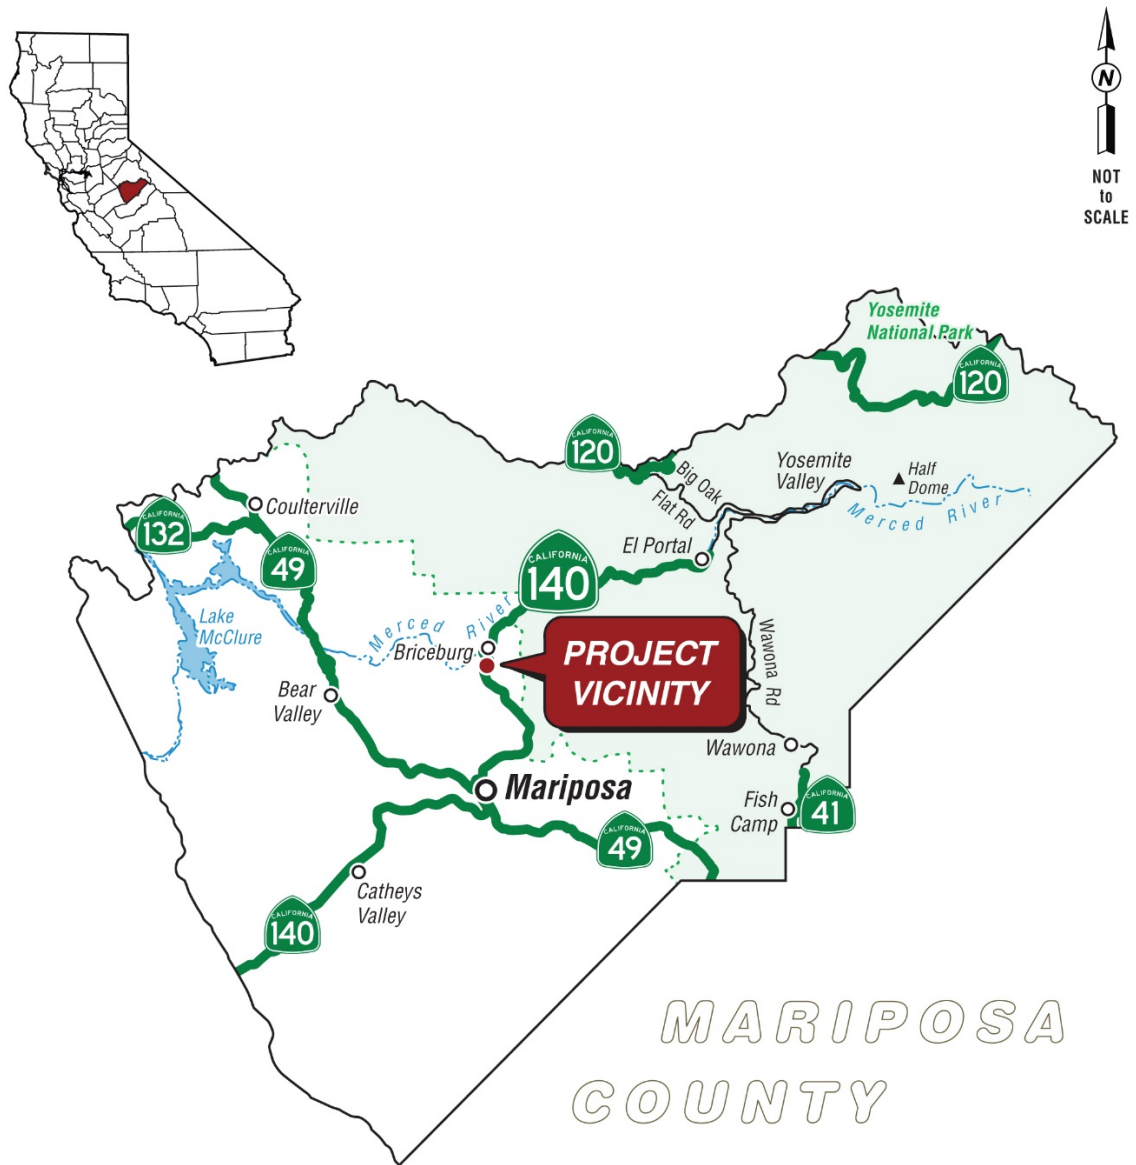 N
NOT
to
SCALE
Yosemite
National Park
CALIFORNIA
120
CALIFORNIA
120
Big Oak
Flat Rd
Yosemite
Valley
Half
Dome
Merced River
Coulterville
CALIFORNIA
132
CALIFORNIA
49
El Portal
CALIFORNIA
140
Lake
McClure
Merced River
Briceburg
PROJECT
VICINITY
Wawona Rd
Bear
Valley
Wawona
Mariposa
Fish
Camp
CALIFORNIA
41
CALIFORNIA
49
Catheys
Valley
CALIFORNIA
140
MARIPOSA
COUNTY